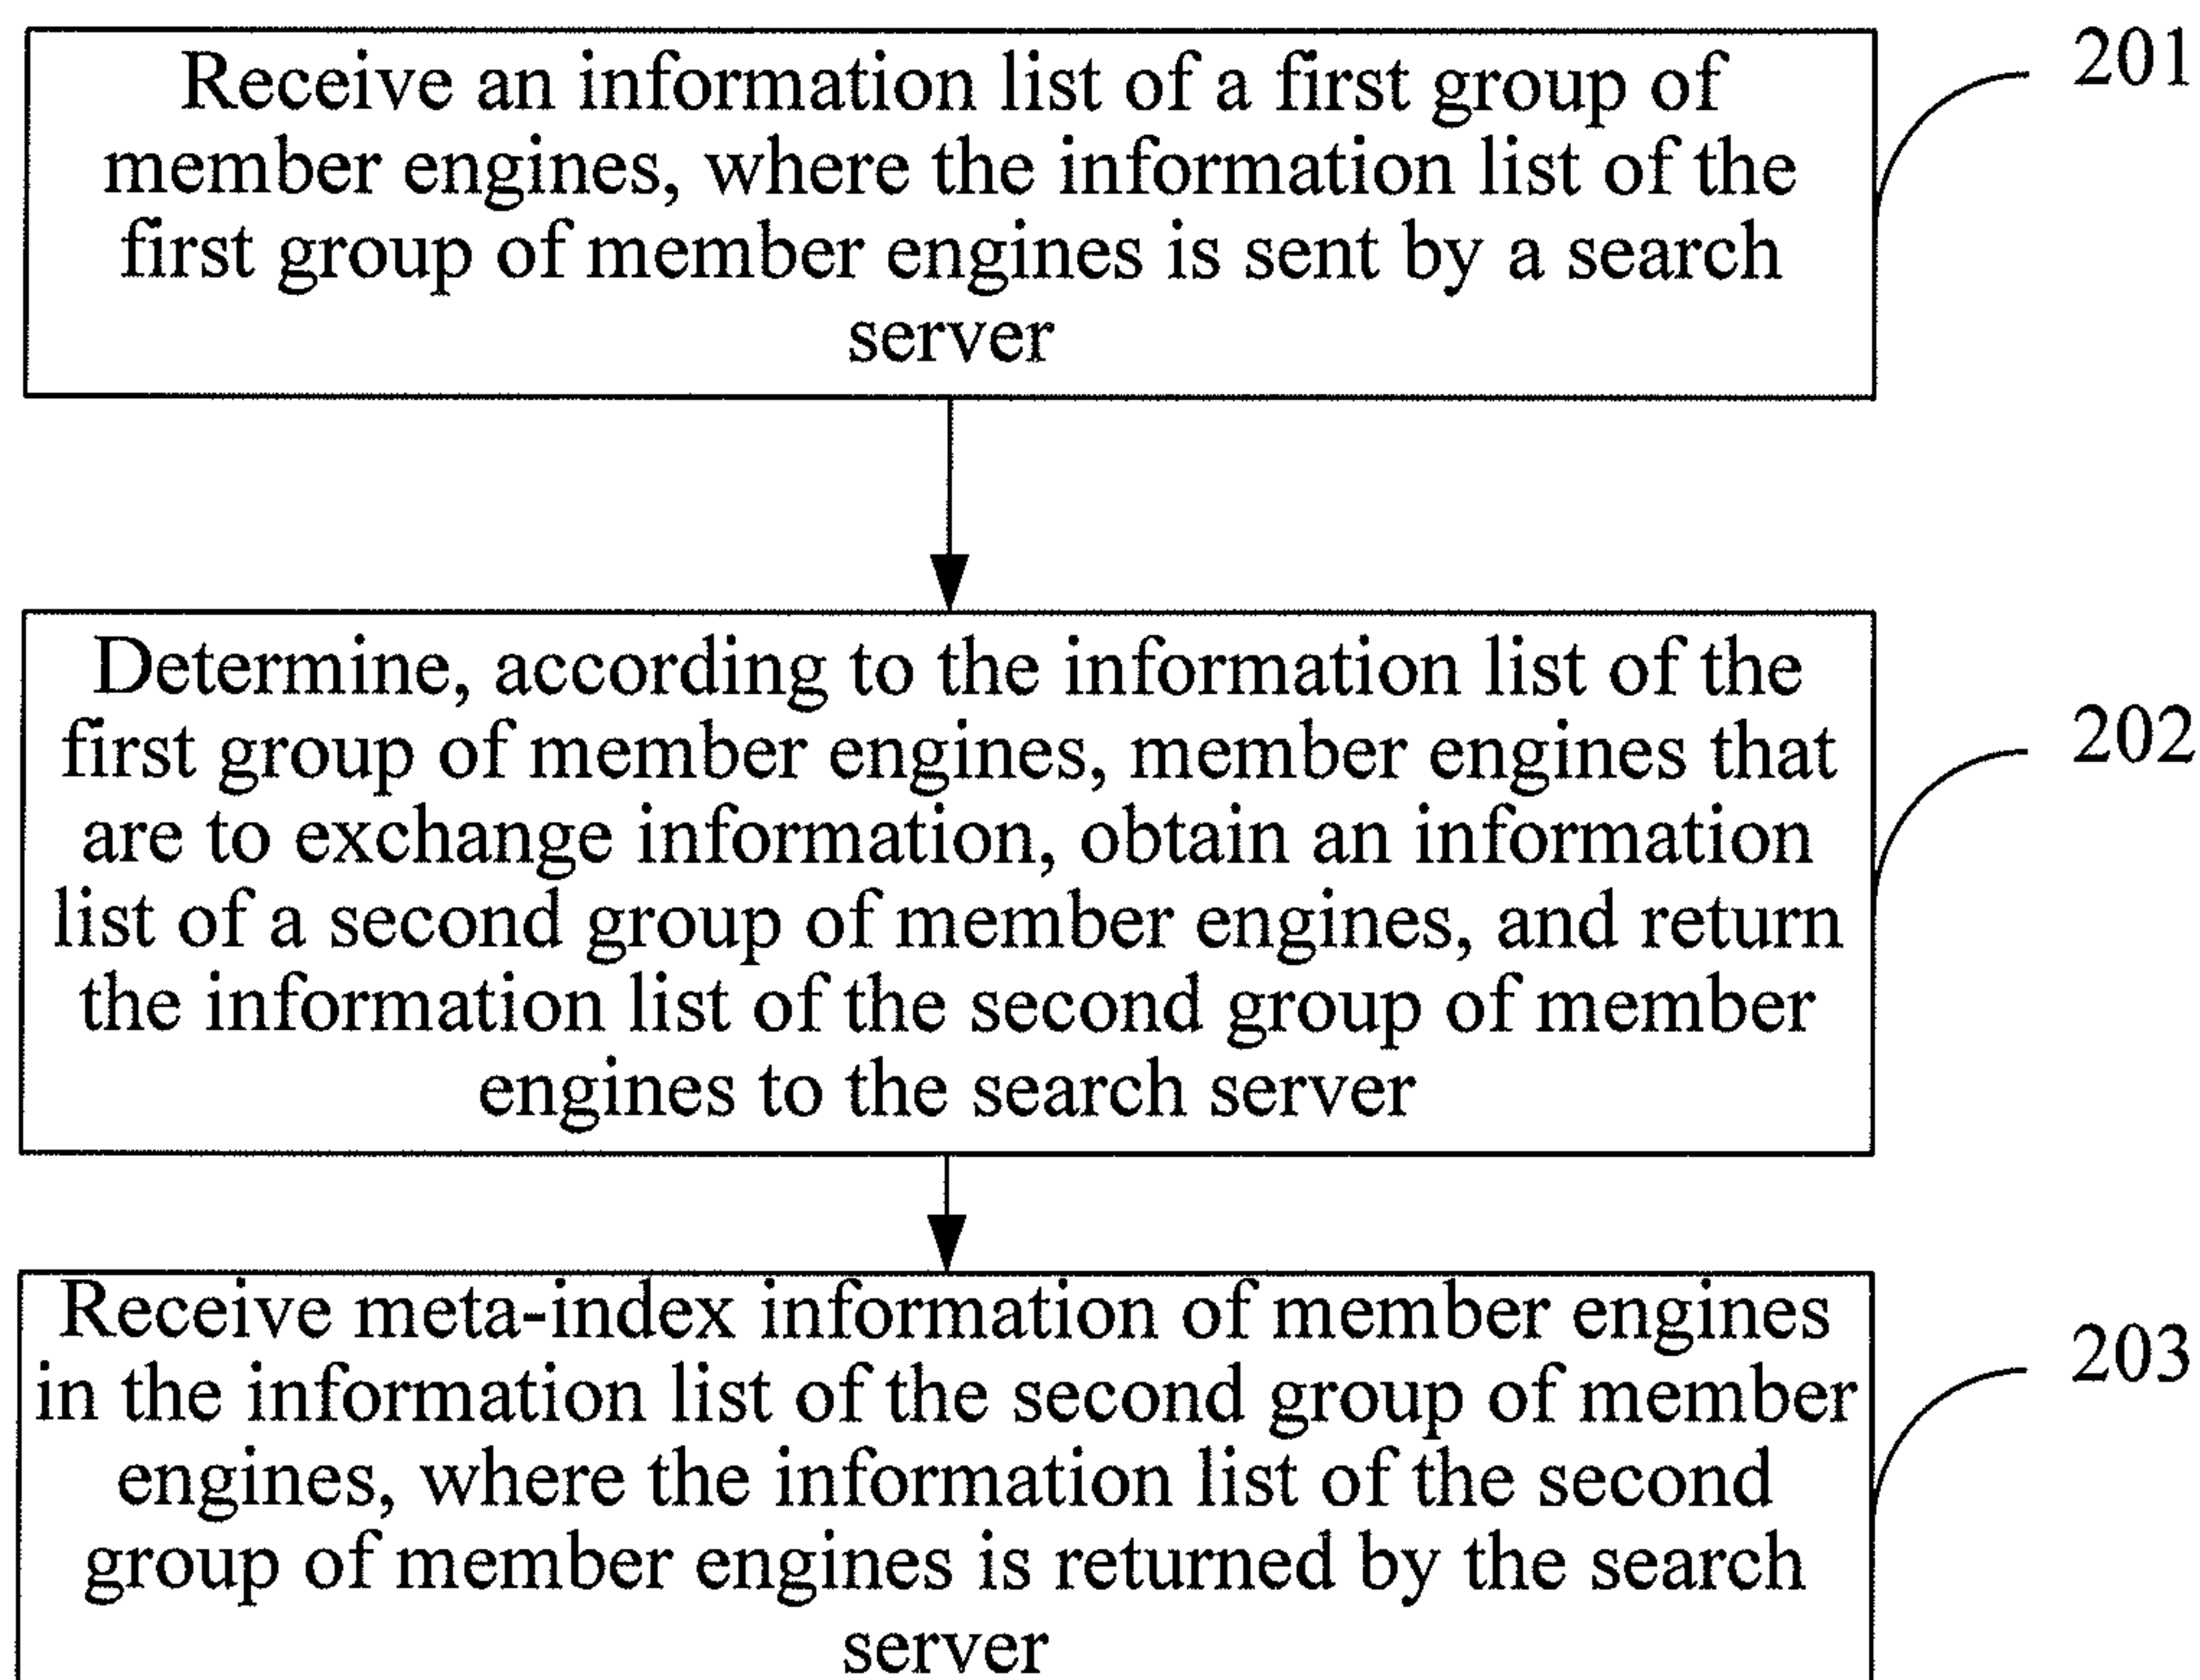 Receive an information list of a first group of
member engines, where the information list of the
first group of member engines is sent by a search
server
201
Determine, according to the information list of the
first group of member engines, member engines that
are to exchange information, obtain an information
list of a second group of member engines, and return
the information list of the second group of member
engines to the search server
202
Receive meta-index information of member engines
in the information list of the second group of member
engines, where the information list of the second
group of member engines is returned by the search
server
203